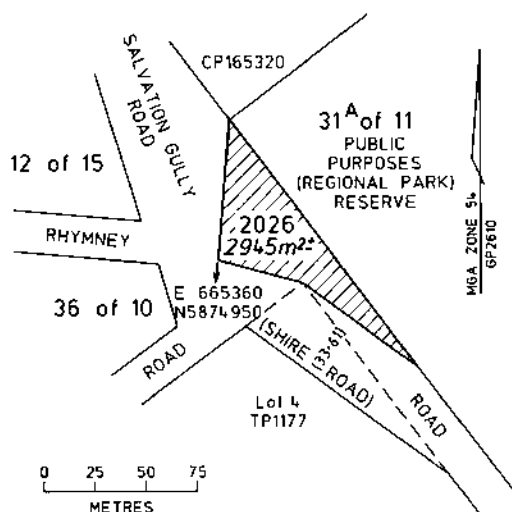 CP165320
SALVATION GULLY
ROAD
31 A of 11
PUBLIC
PURPOSES
(REGIONAL PARK)
RESERVE
12 of 15
RHYMNEY
2026
2945m²±
MGA ZONE 54
GP2610
E 665360
N5874950
36 of 10
ROAD
(SHIRE ROAD)
(33·611)
ROAD
Lot 4
TP1177
0 25 50 75
METRES